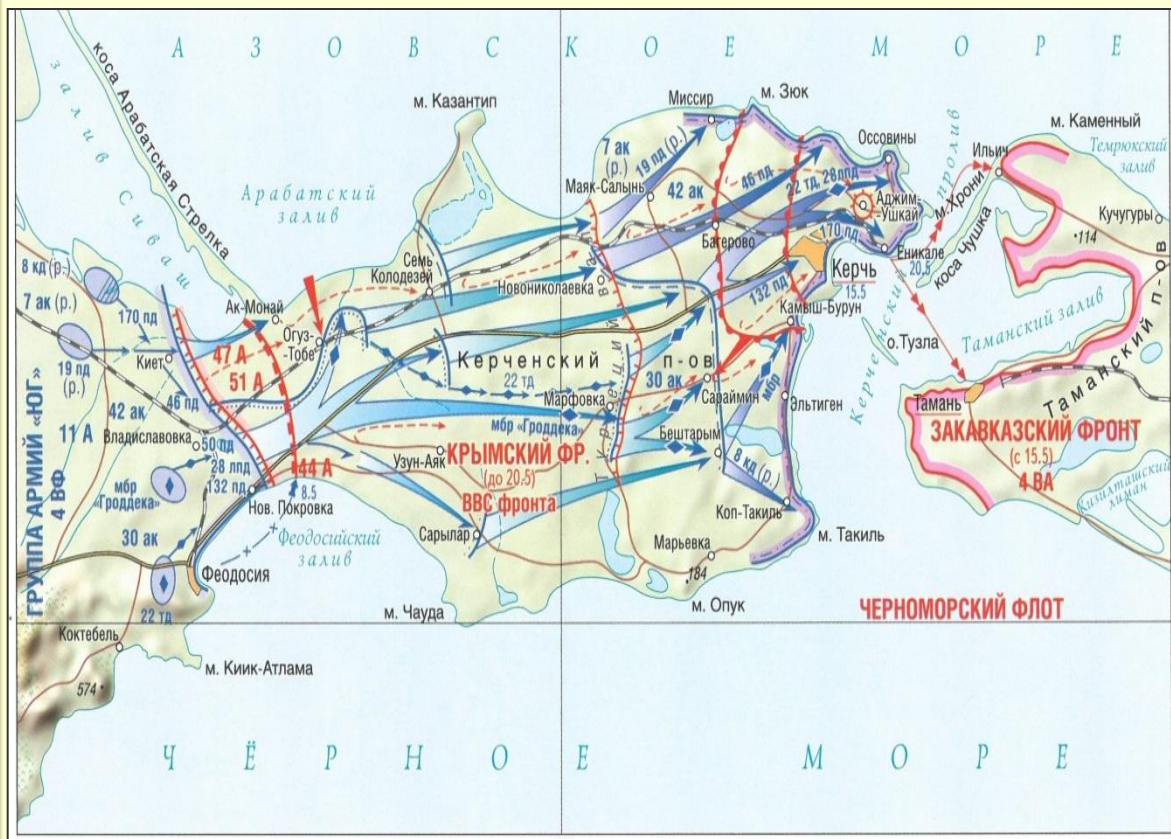 АЗОВСКОЕ МОРЕ
коса Арабатская Стрелка
залив Сиваш
м. Казантип
Арабатский
залив
Миссир
м. Зюк
Оссовины
м. Каменный
Темрюкский
залив
Ильич
м. Хрони
коса Чушка
Кучугуры
114
7 ак
(р.)
19 пд (р.)
Маяк-Салынь
42 ак
46 пд
22 тд, 28 лпд
Аджим-
Ушкай
170 пд
Еникале
20.5
Багерово
Керчь
15.5
132 пд
Камыш-Бурун
Керченский пролив
о. Тузла
Таманский залив
Таманский п-ов
Тамань
8 кд (р.)
7 ак (р.)
170 пд
19 пд
(р.)
Киет
Ак-Монай
Огуз-
Тобе
Семь
Колодезей
Новониколаевка
47 А
51 А
Керченский
п-ов
22 тд
42 ак
46 пд
11 А
Владиславовка
50 пд
28 лпд
132 пд
44 А
8.5
Нов. Покровка
мбр
«Гроддека»
30 ак
22 тд
Феодосия
Феодосийский
залив
Марфовка
мбр «Гроддека»
Турецкий вал
30 ак
Сараймин
мбр
Эльтиген
Бештарым
8 кд (р.)
Узун-Аяк
КРЫМСКИЙ ФР.
(до 20.5)
ВВС фронта
Сарылар
Коп-Такиль
м. Такиль
Марьевка
184
м. Опук
м. Чауда
ЗАКАВКАЗСКИЙ ФРОНТ
(с 15.5)
4 ВА
Кизилташский
лиман
ЧЕРНОМОРСКИЙ ФЛОТ
ГРУППА АРМИЙ «ЮГ»
4 ВФ
Коктебель
м. Киик-Атлама
574
ЧЁРНОЕ МОРЕ